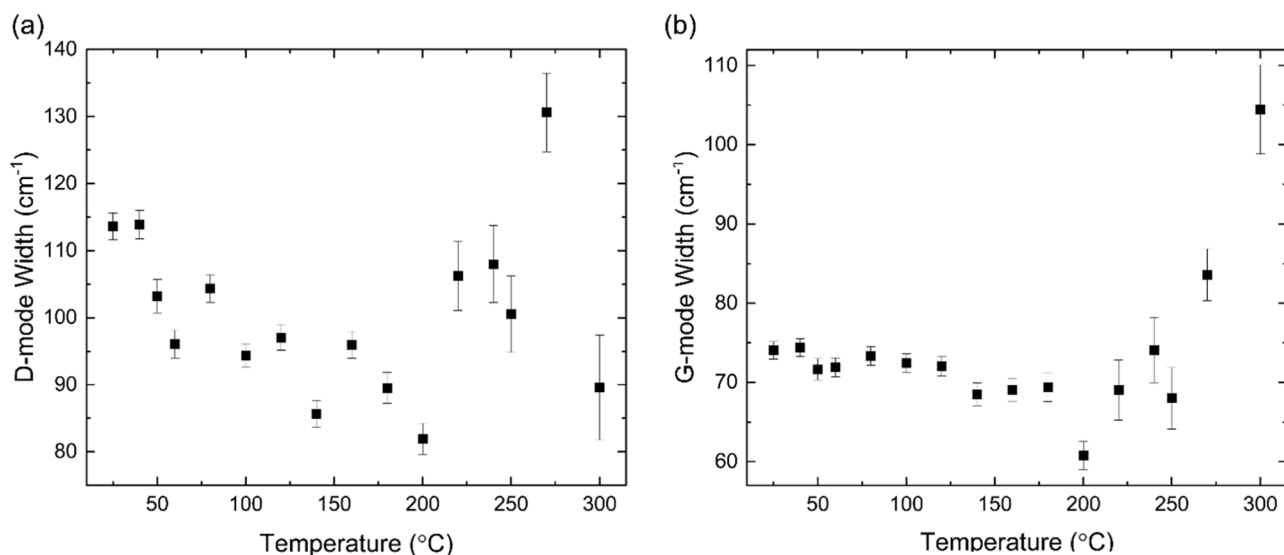 (a)
140
130
120
110
100
90
80
D-mode Width (cm⁻¹)
50 100 150 200 250 300
Temperature (°C)
(b)
110
100
90
80
70
60
G-mode Width (cm⁻¹)
50 100 150 200 250 300
Temperature (°C)